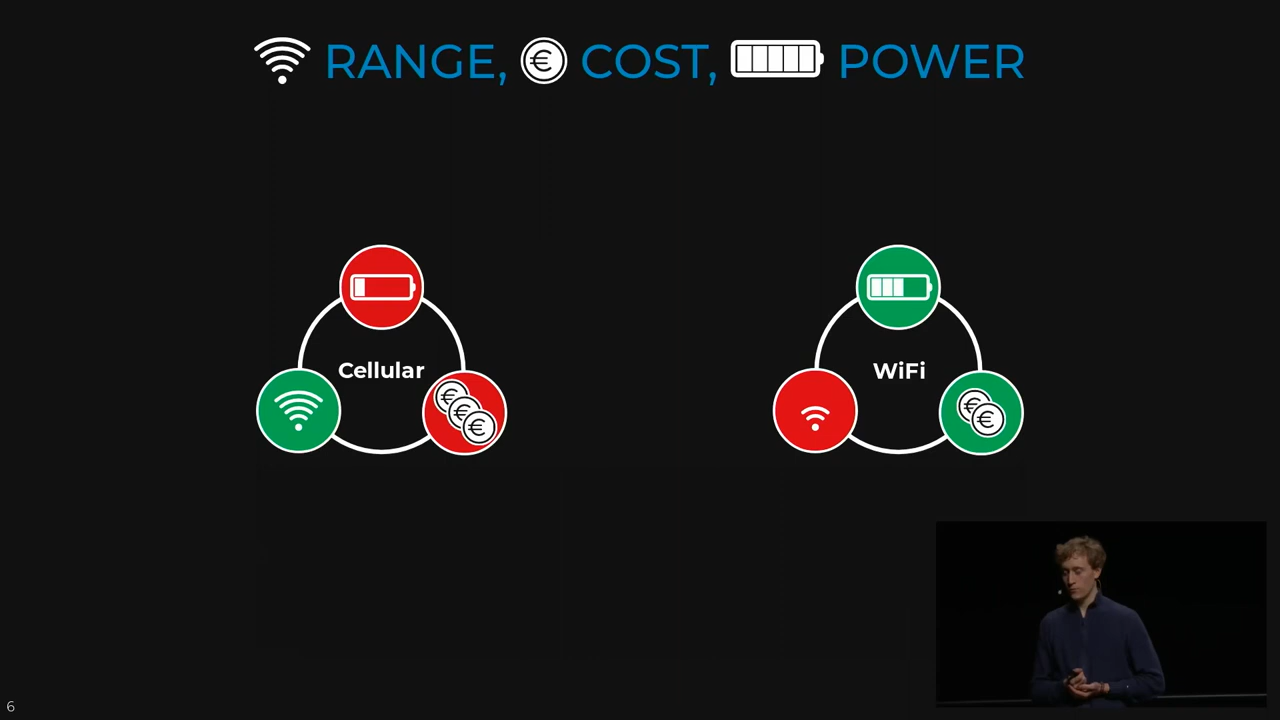 RANGE, € COST, POWER
Cellular
€
€
€
WiFi
€
€
6